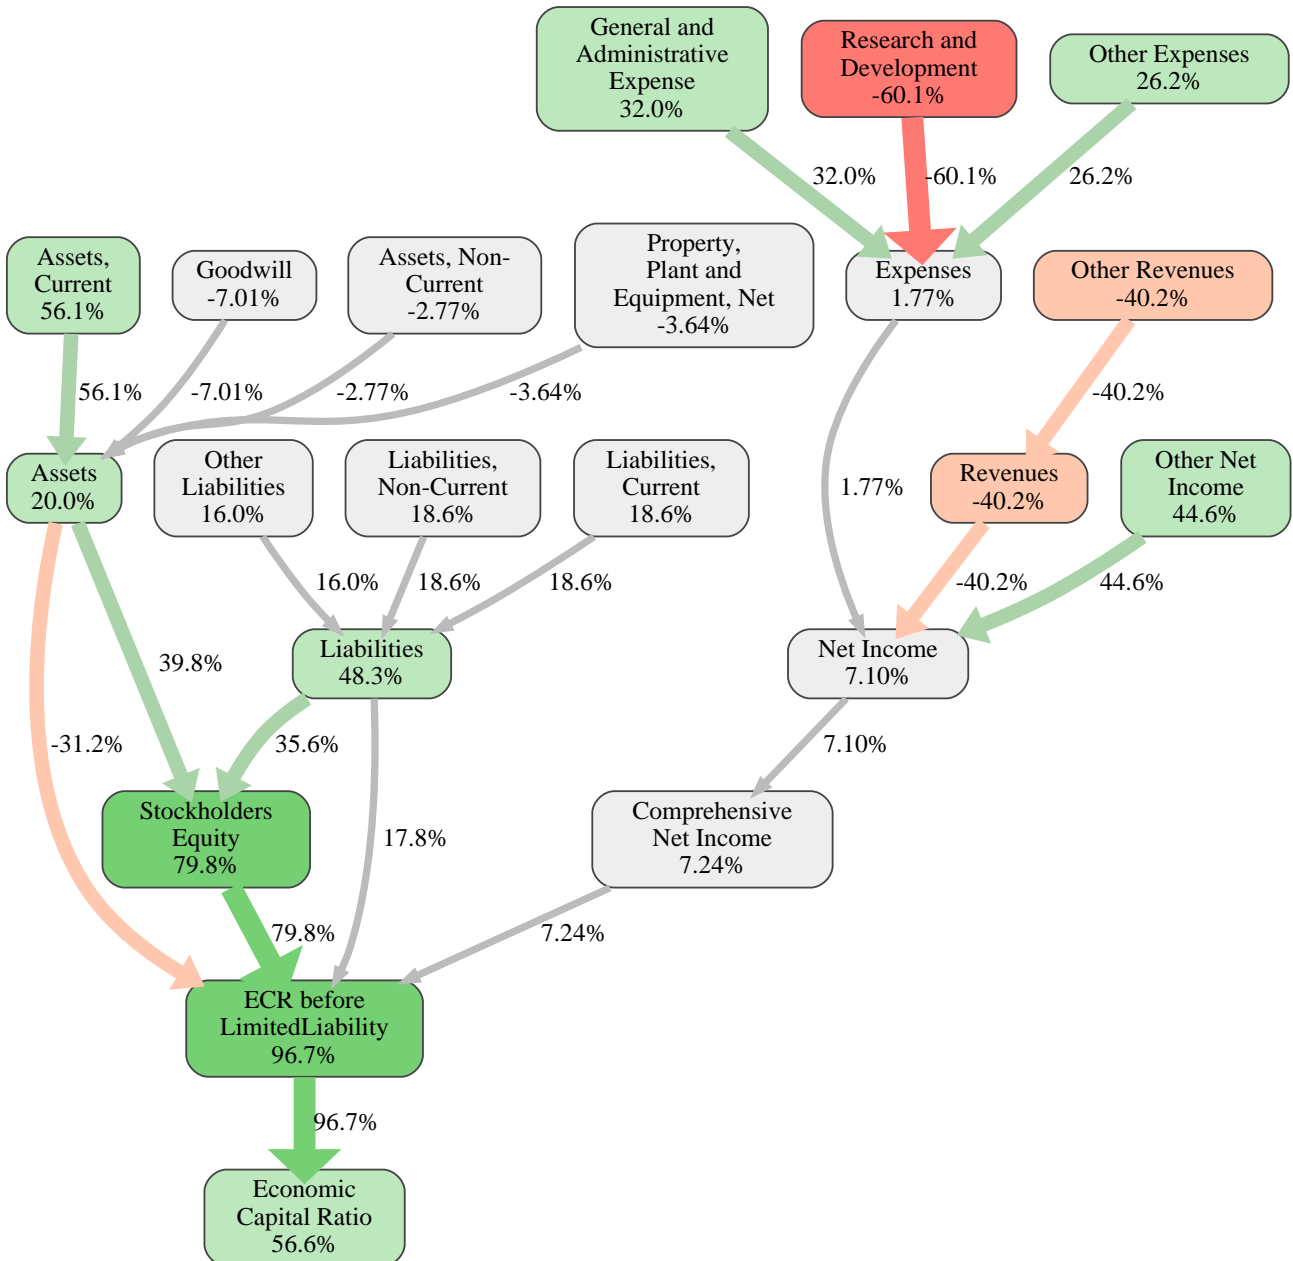 General and
Administrative
Expense
32.0%
Research and
Development
-60.1%
Other Expenses
26.2%
32.0%
-60.1%
26.2%
Assets,
Current
56.1%
Goodwill
-7.01%
Assets, Non-
Current
-2.77%
Property,
Plant and
Equipment, Net
-3.64%
Expenses
1.77%
Other Revenues
-40.2%
56.1%
-7.01%
-2.77%
-3.64%
-40.2%
Assets
20.0%
Other
Liabilities
16.0%
Liabilities,
Non-Current
18.6%
Liabilities,
Current
18.6%
1.77%
Revenues
-40.2%
Other Net
Income
44.6%
16.0%
18.6%
18.6%
-40.2%
44.6%
39.8%
Liabilities
48.3%
Net Income
7.10%
-31.2%
35.6%
7.10%
Stockholders
Equity
79.8%
17.8%
Comprehensive
Net Income
7.24%
79.8%
7.24%
ECR before
LimitedLiability
96.7%
96.7%
Economic
Capital Ratio
56.6%